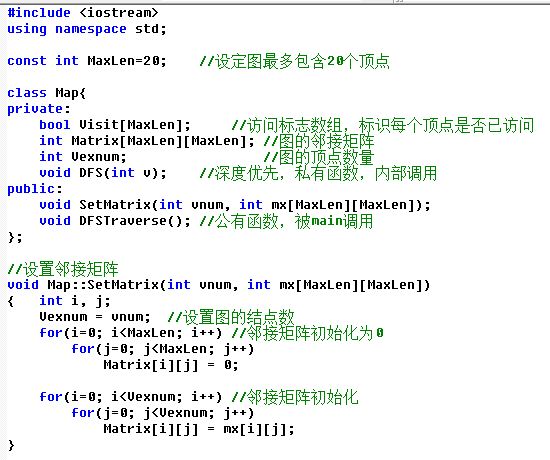 #include <iostream>
using namespace std;
const int MaxLen=20; //设定图最多包含20个顶点
class Map{
private:
bool Visit[MaxLen]; //访问标志数组，标识每个顶点是否已访问
int Matrix[MaxLen][MaxLen]; //图的邻接矩阵
int Vexnum; //图的顶点数量
void DFS(int v); //深度优先，私有函数，内部调用
public:
void SetMatrix(int vnum, int mx[MaxLen][MaxLen]);
void DFSTraverse(); //公有函数，被main调用
};
//设置邻接矩阵
void Map::SetMatrix(int vnum, int mx[MaxLen][MaxLen])
{ int i, j;
Vexnum = vnum; //设置图的结点数
for(i=0; i<MaxLen; i++) //邻接矩阵初始化为0
for(j=0; j<MaxLen; j++)
Matrix[i][j] = 0;
for(i=0; i<Vexnum; i++) //邻接矩阵初始化
for(j=0; j<Vexnum; j++)
Matrix[i][j] = mx[i][j];
}